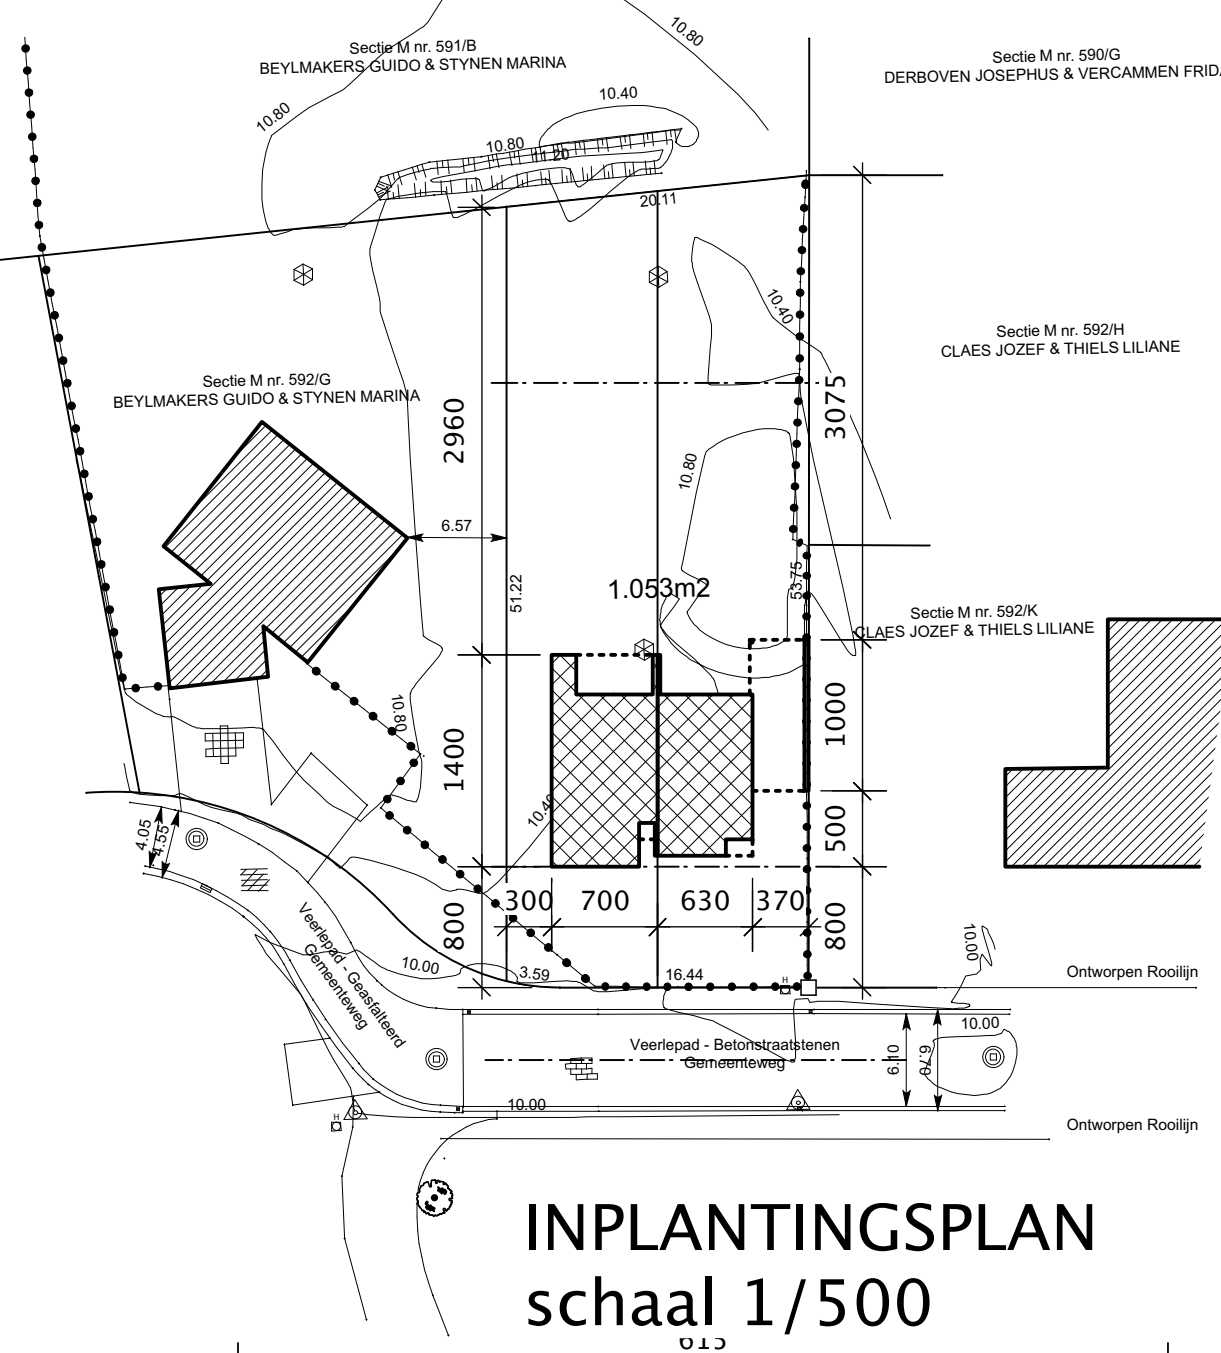 10.80
Sectie M nr. 591/B
BEYLMAKERS GUIDO & STYNEN MARINA
Sectie M nr. 590/G
DERBOVEN JOSEPHUS & VERCAMMEN
10.80
10.40
10.80
11.20
20.11
10.40
Sectie M nr. 592/H
CLAES JOZEF & THIELS LILIANE
Sectie M nr. 592/G
BEYLMAKERS GUIDO & STYNEN MARINA
2960
3075
10.80
6.57
51.22
1.053m2
53.75
Sectie M nr. 592/K
CLAES JOZEF & THIELS LILIANE
10.80
1400
1000
10.40
500
4.05
4.55
300
700
630
370
800
800
Veerlepad - Geasfalteerd
Gemeenteweg
10.00
3.59
16.44
H
10.00
Ontworpen Rooilijn
10.00
Veerlepad - Betonstraatstenen
Gemeenteweg
6.10
6.70
10.00
H
Ontworpen Rooilijn
INPLANTINGSPLAN
schaal 1/500